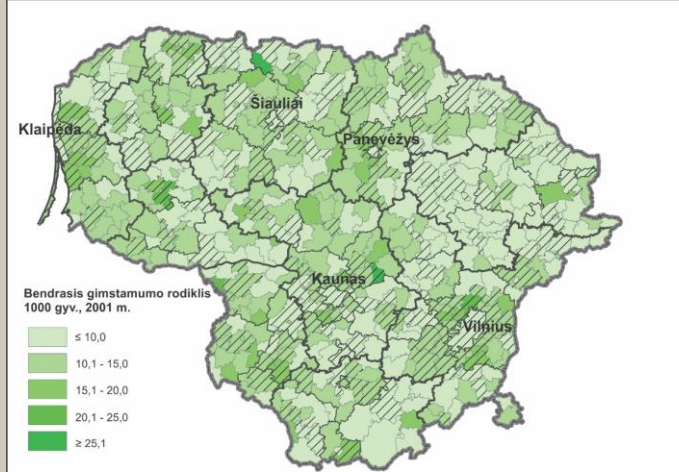 Šiauliai
Klaipėda
Panevėžys
Kaunas
Vilnius
Bendrasis gimstamumo rodiklis
1000 gyv., 2001 m.
≤ 10,0
10,1 - 15,0
15,1 - 20,0
20,1 - 25,0
≥ 25,1